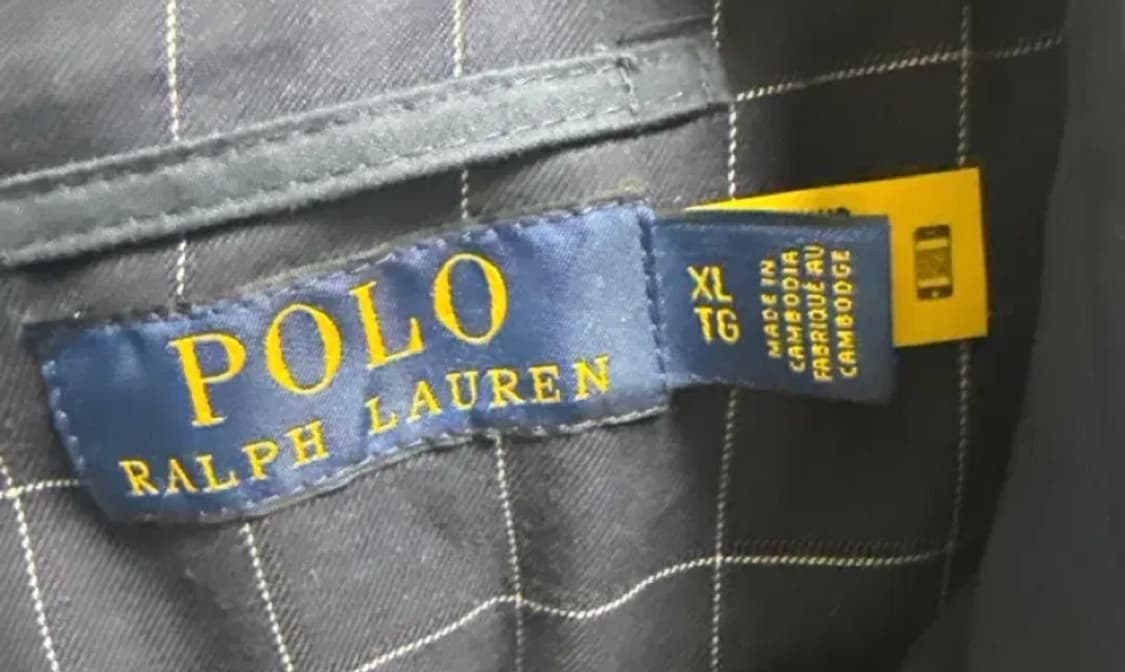 POLO
RALPH LAUREN
XL
TG
MADE IN
CAMBODIA
FABRIQUÉ AU
CAMBODGE